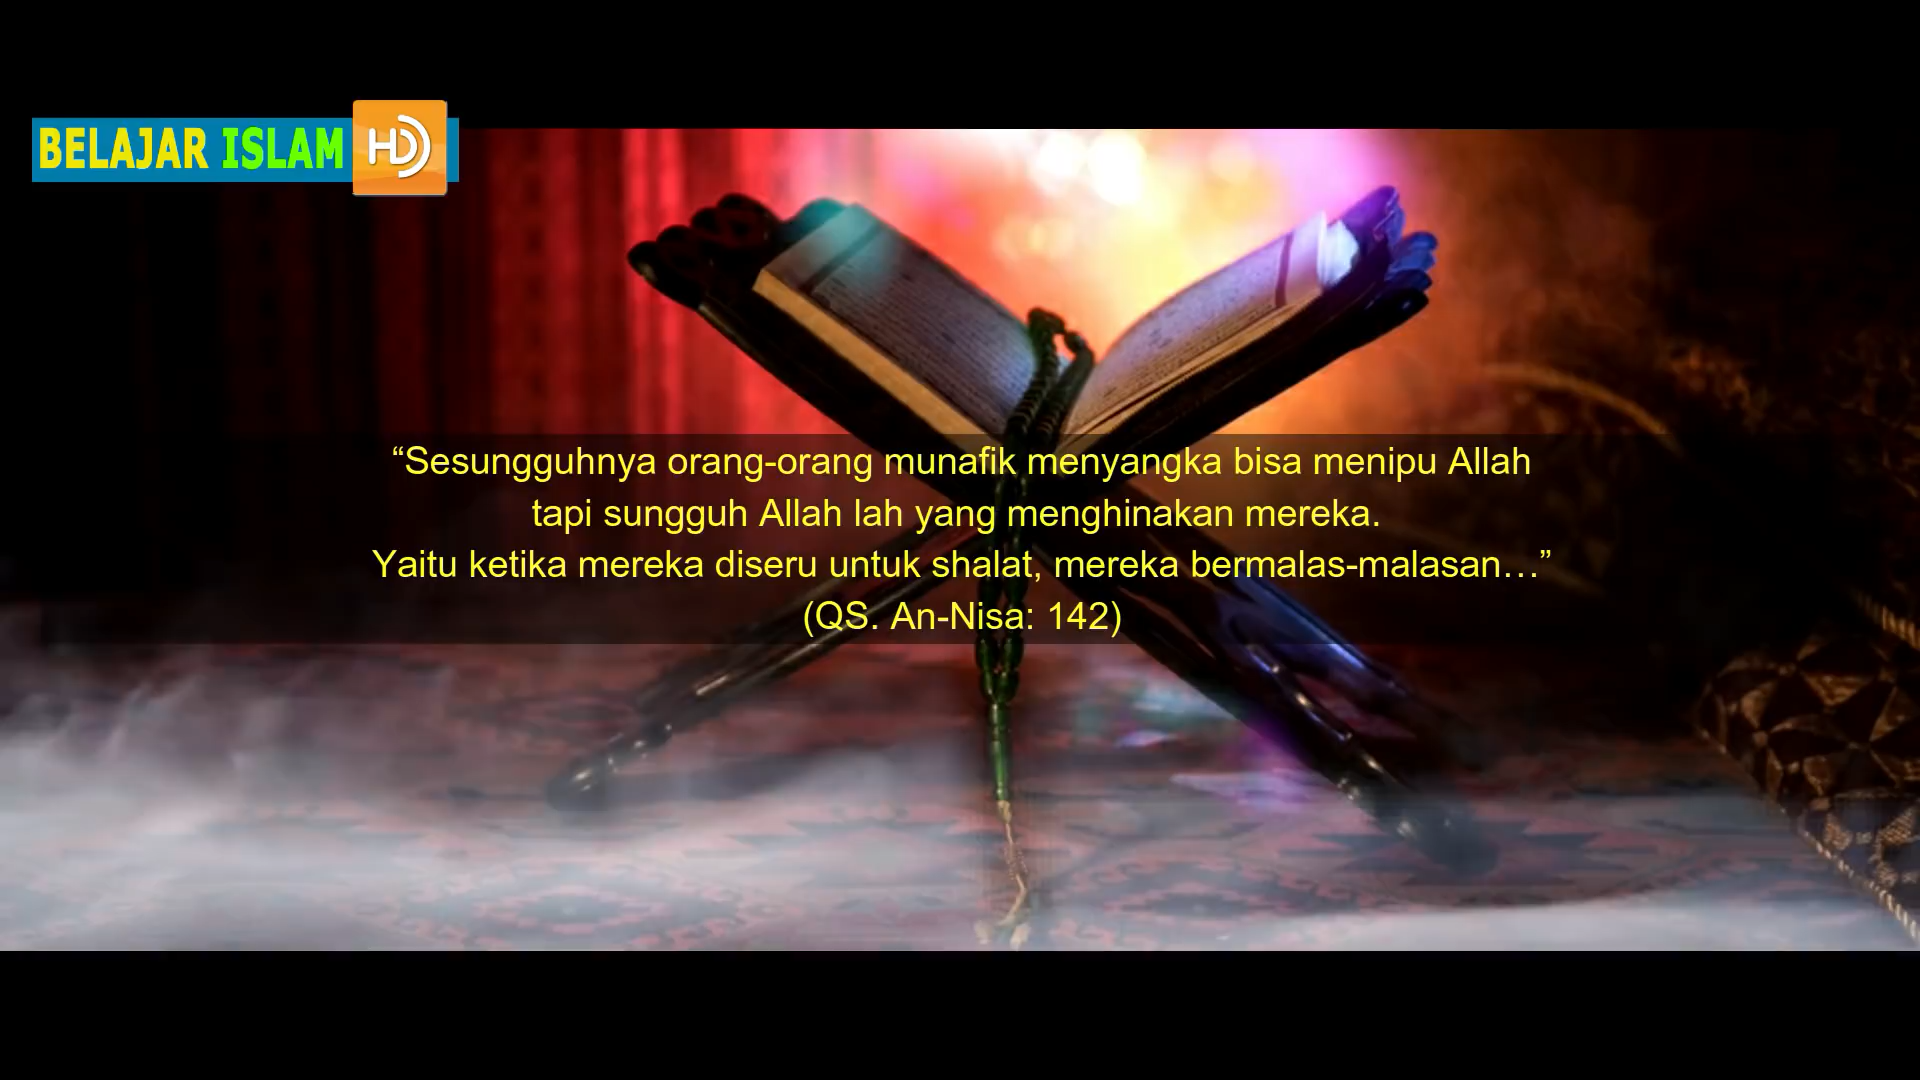 BELAJAR ISLAM HD
“Sesungguhnya orang-orang munafik menyangka bisa menipu Allah
tapi sungguh Allah lah yang menghinakan mereka.
Yaitu ketika mereka diseru untuk shalat, mereka bermalas-malasan…”
(QS. An-Nisa: 142)